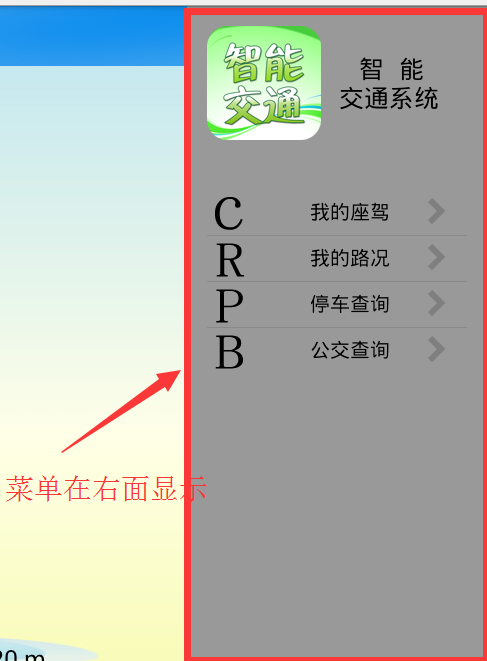 智能
交通
智 能
交通系统
C 我的座驾
R 我的路况
P 停车查询
B 公交查询
菜单在右面显示
20 m